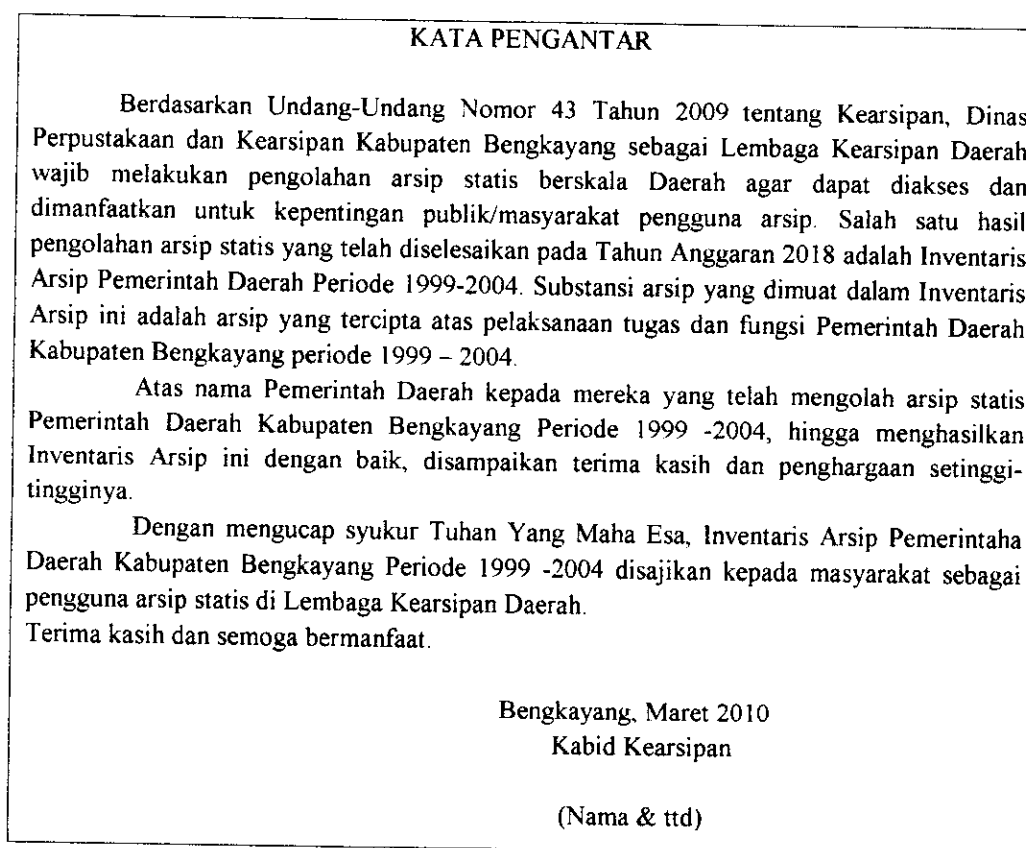 KATA PENGANTAR
Berdasarkan Undang-Undang Nomor 43 Tahun 2009 tentang Kearsipan, Dinas
Perpustakaan dan Kearsipan Kabupaten Bengkayang sebagai Lembaga Kearsipan Daerah
wajib melakukan pengolahan arsip statis berskala Daerah agar dapat diakses dan
dimanfaatkan untuk kepentingan publik/masyarakat pengguna arsip. Salah satu hasil
pengolahan arsip statis yang telah diselesaikan pada Tahun Anggaran 2018 adalah Inventaris
Arsip Pemerintah Daerah Periode 1999-2004. Substansi arsip yang dimuat dalam Inventaris
Arsip ini adalah arsip yang tercipta atas pelaksanaan tugas dan fungsi Pemerintah Daerah
Kabupaten Bengkayang periode 1999 – 2004.
Atas nama Pemerintah Daerah kepada mereka yang telah mengolah arsip statis
Pemerintah Daerah Kabupaten Bengkayang Periode 1999 -2004, hingga menghasilkan
Inventaris Arsip ini dengan baik, disampaikan terima kasih dan penghargaan setinggi-
tingginya.
Dengan mengucap syukur Tuhan Yang Maha Esa, Inventaris Arsip Pemerintaha
Daerah Kabupaten Bengkayang Periode 1999 -2004 disajikan kepada masyarakat sebagai
pengguna arsip statis di Lembaga Kearsipan Daerah.
Terima kasih dan semoga bermanfaat.
Bengkayang, Maret 2010
Kabid Kearsipan
(Nama & ttd)